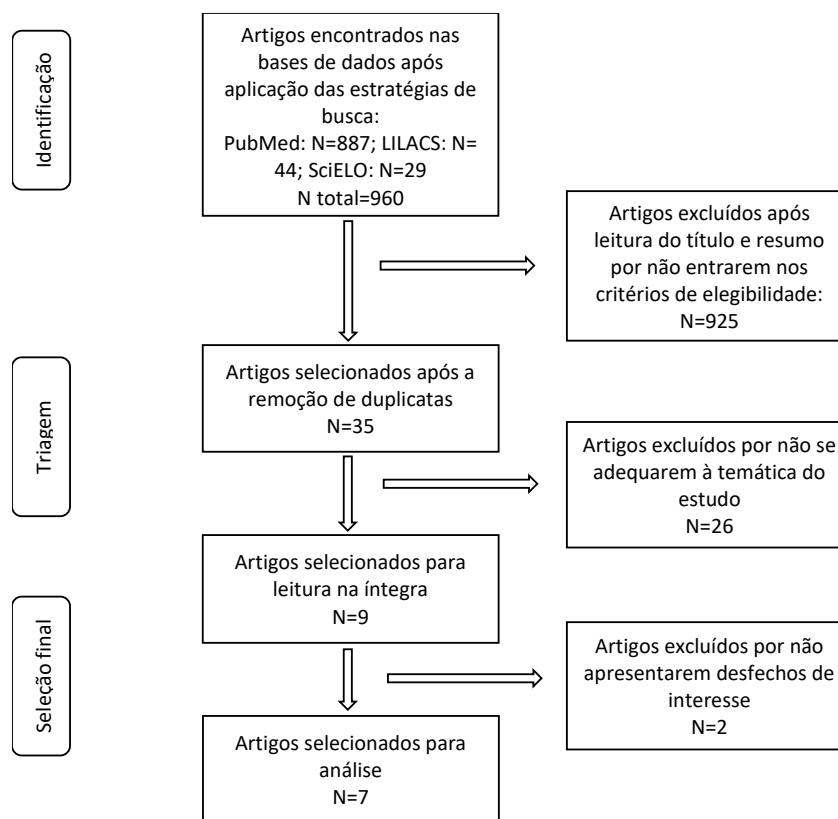 Identificação
Artigos encontrados nas
bases de dados após
aplicação das estratégias de
busca:
PubMed: N=887; LILACS: N=
44; SciELO: N=29
N total=960
Artigos excluídos após
leitura do título e resumo
por não entrarem nos
critérios de elegibilidade:
N=925
Triagem
Artigos selecionados após a
remoção de duplicatas
N=35
Artigos excluídos por não se
adequarem à temática do
estudo
N=26
Artigos selecionados para
leitura na íntegra
N=9
Seleção final
Artigos excluídos por não
apresentarem desfechos de
interesse
N=2
Artigos selecionados para
análise
N=7